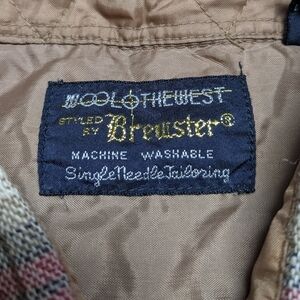 WOOLOTHEWEST
STYLED
BY Brewster®
MACHINE WASHABLE
SingleNeedleTailoring